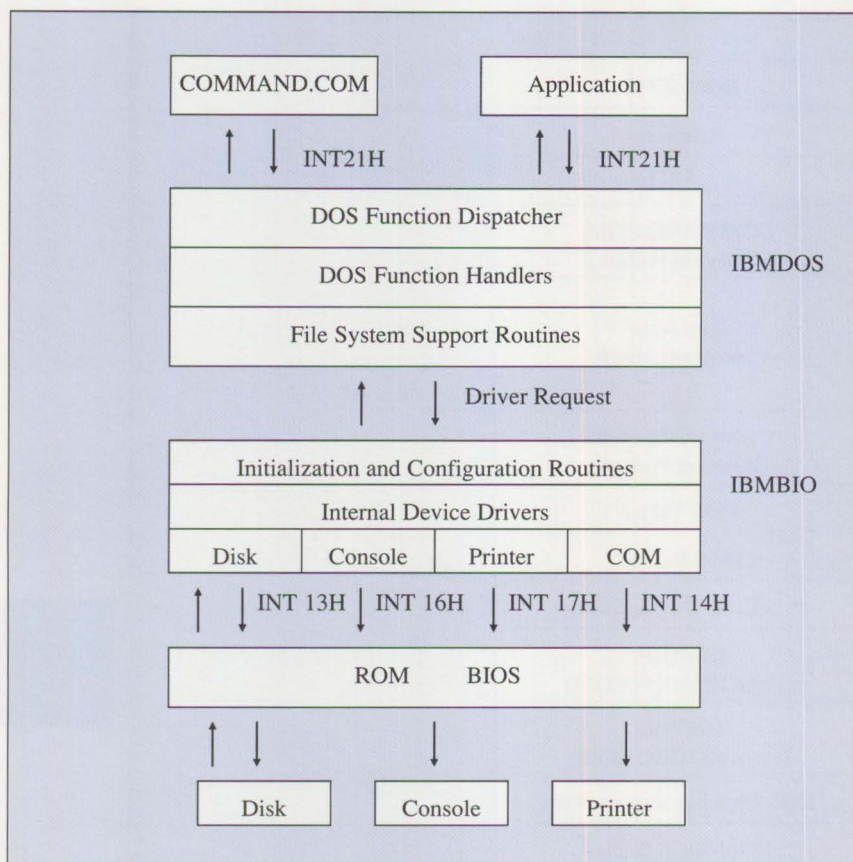 COMMAND.COM
Application
INT21H
INT21H
DOS Function Dispatcher
DOS Function Handlers
IBMDOS
File System Support Routines
Driver Request
Initialization and Configuration Routines
IBMBIO
Internal Device Drivers
Disk Console Printer COM
INT 13H INT 16H INT 17H INT 14H
ROM BIOS
Disk
Console
Printer